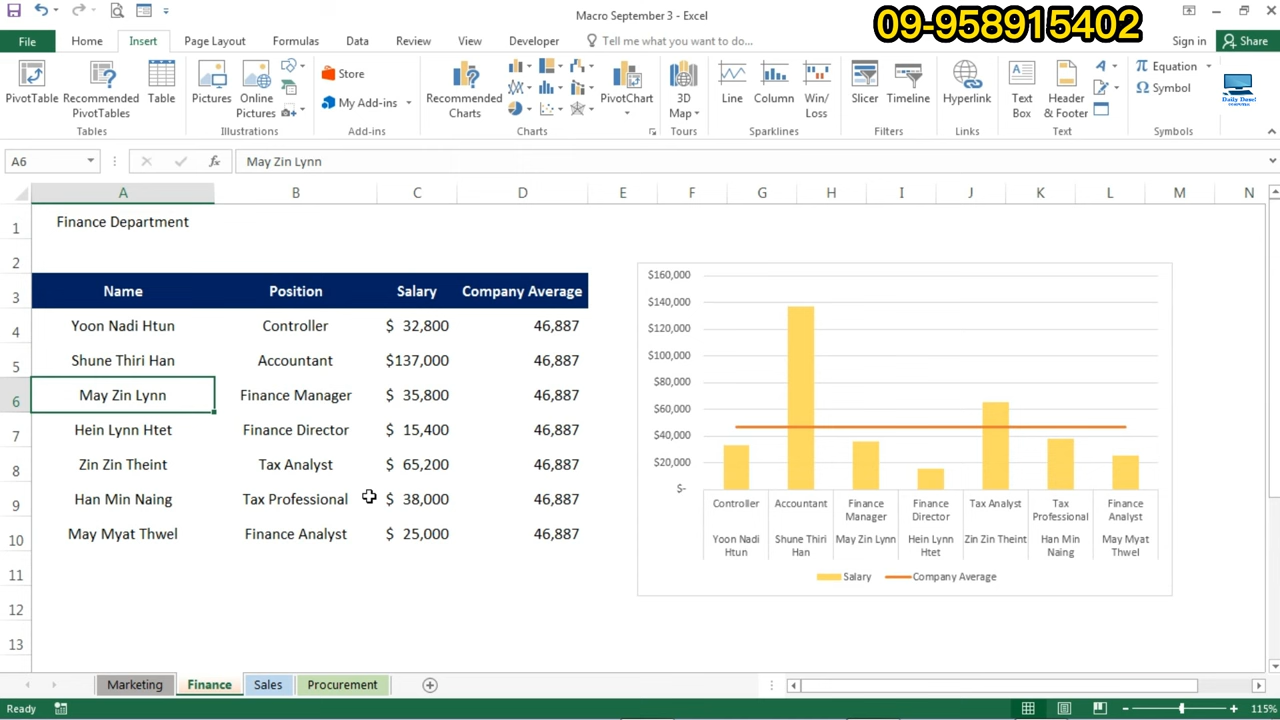 Macro September 3 - Excel
09-958915402
File Home Insert Page Layout Formulas Data Review View Developer Tell me what you want to do... Sign in Share
PivotTable Recommended PivotTables Table Pictures Online Pictures Store My Add-ins Recommended Charts PivotChart 3D Map Line Column Win/Loss Slicer Timeline Hyperlink Text Box Header & Footer Equation Symbol
Daily Dose!
Tables Illustrations Add-ins Charts Tours Sparklines Filters Links Text Symbols
A6 fx May Zin Lynn
A B C D E F G H I J K L M N
1 Finance Department
2
3 Name Position Salary Company Average
4 Yoon Nadi Htun Controller $ 32,800 46,887
5 Shune Thiri Han Accountant $137,000 46,887
6 May Zin Lynn Finance Manager $ 35,800 46,887
7 Hein Lynn Htet Finance Director $ 15,400 46,887
8 Zin Zin Theint Tax Analyst $ 65,200 46,887
9 Han Min Naing Tax Professional $ 38,000 46,887
10 May Myat Thwel Finance Analyst $ 25,000 46,887
11
12
13
$160,000
$140,000
$120,000
$100,000
$80,000
$60,000
$40,000
$20,000
$-
Controller Accountant Finance Manager Finance Director Tax Analyst Tax Professional Finance Analyst
Yoon Nadi Htun Shune Thiri Han May Zin Lynn Hein Lynn Htet Zin Zin Theint Han Min Naing May Myat Thwel
Salary Company Average
Marketing Finance Sales Procurement
Ready 115%